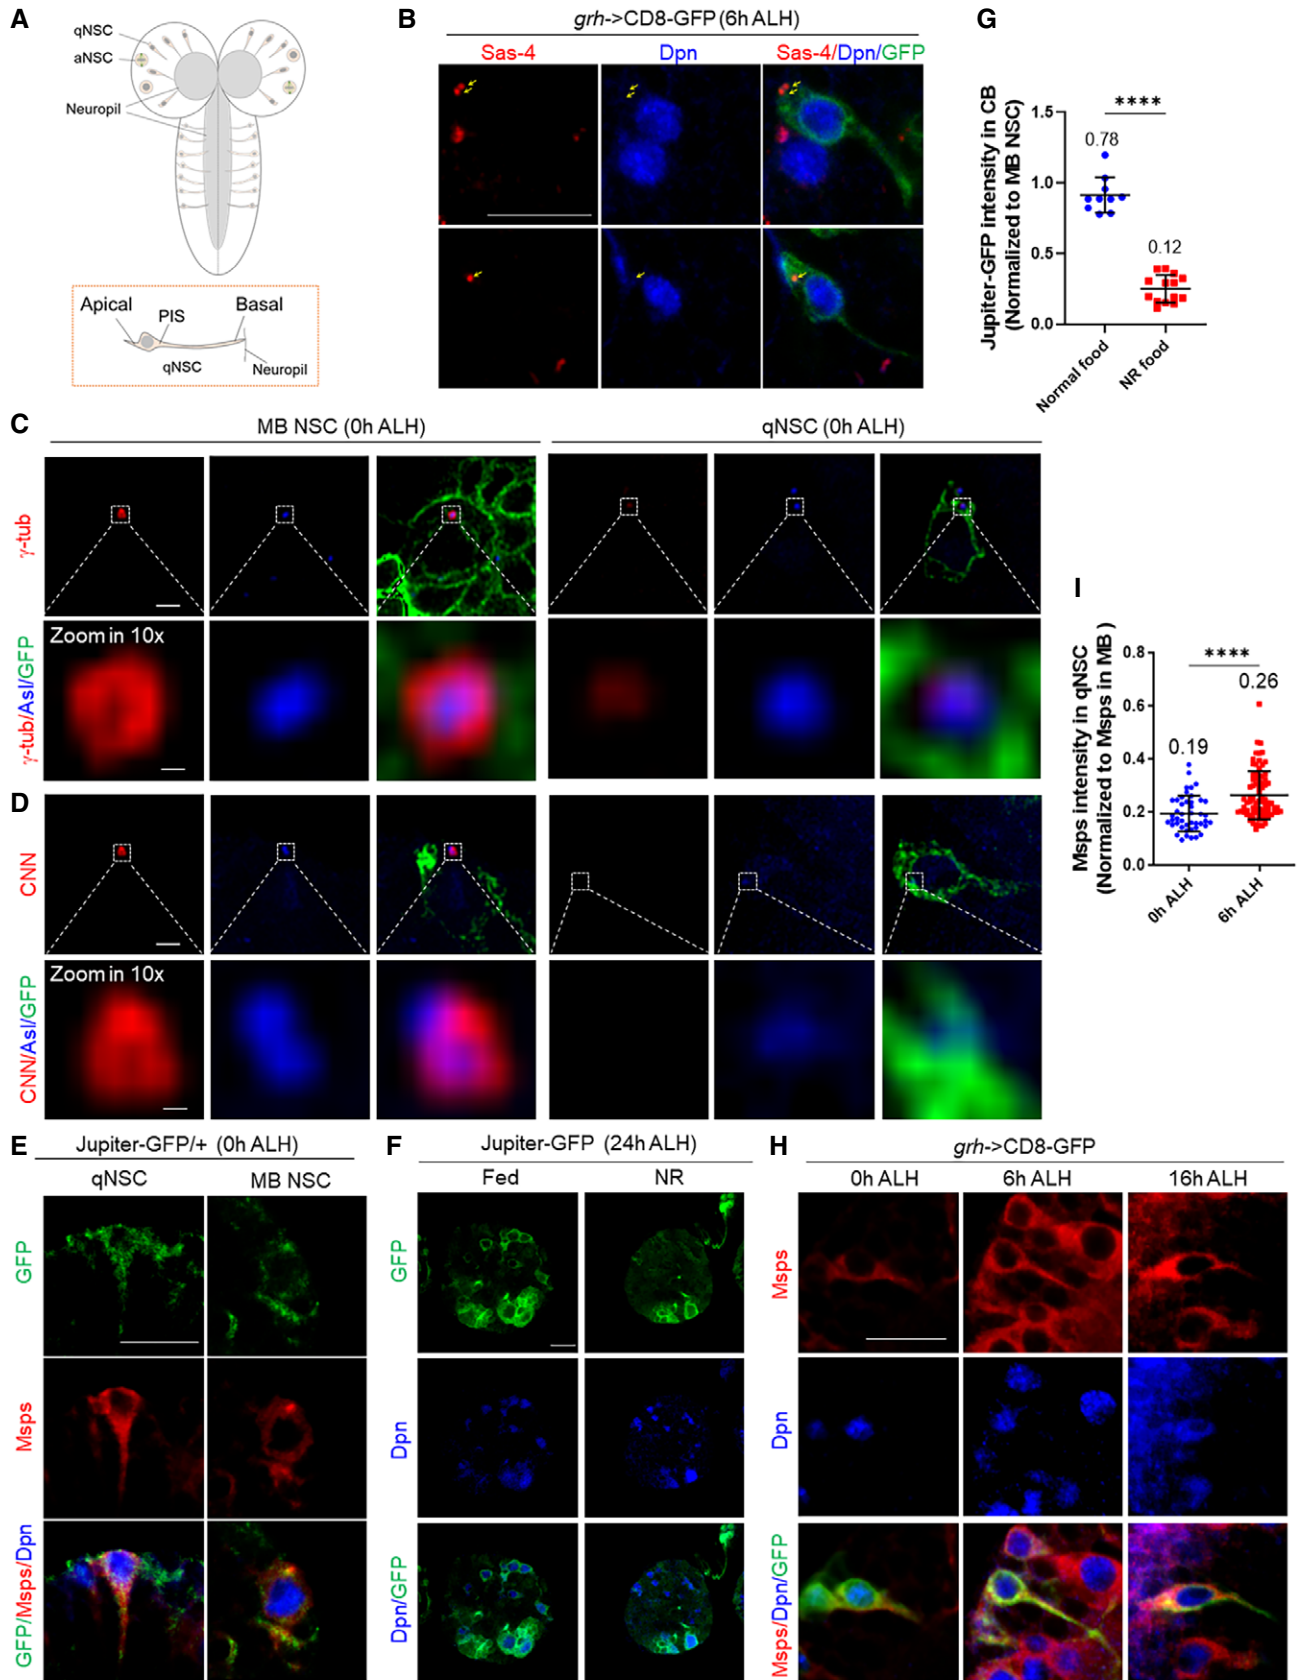 A
qNSC
aNSC
Neuropil
Apical
PIS
Basal
qNSC
Neuropil
B
grh->CD8-GFP (6h ALH)
Sas-4
Dpn
Sas-4/Dpn/GFP
G
Jupiter-GFP intensity in CB
(Normalized to MB NSC)
1.5
1.0
0.5
0.0
****
0.78
0.12
Normal food
NR food
C
MB NSC (0h ALH)
qNSC (0h ALH)
γ-tub
Zoom in 10x
γ-tub/Asl/GFP
D
CNN
Zoom in 10x
CNN/Asl/GFP
I
Msps intensity in qNSC
(Normalized to Msps in MB )
0.8
0.6
0.4
0.2
0.0
****
0.19
0.26
0h ALH
6h ALH
E
Jupiter-GFP/+ (0h ALH)
qNSC
MB NSC
GFP
Msps
GFP/Msps/Dpn
F
Jupiter-GFP (24h ALH)
Fed
NR
GFP
Dpn
Dpn/GFP
H
grh->CD8-GFP
0h ALH
6h ALH
16h ALH
Msps
Dpn
Msps/Dpn/GFP